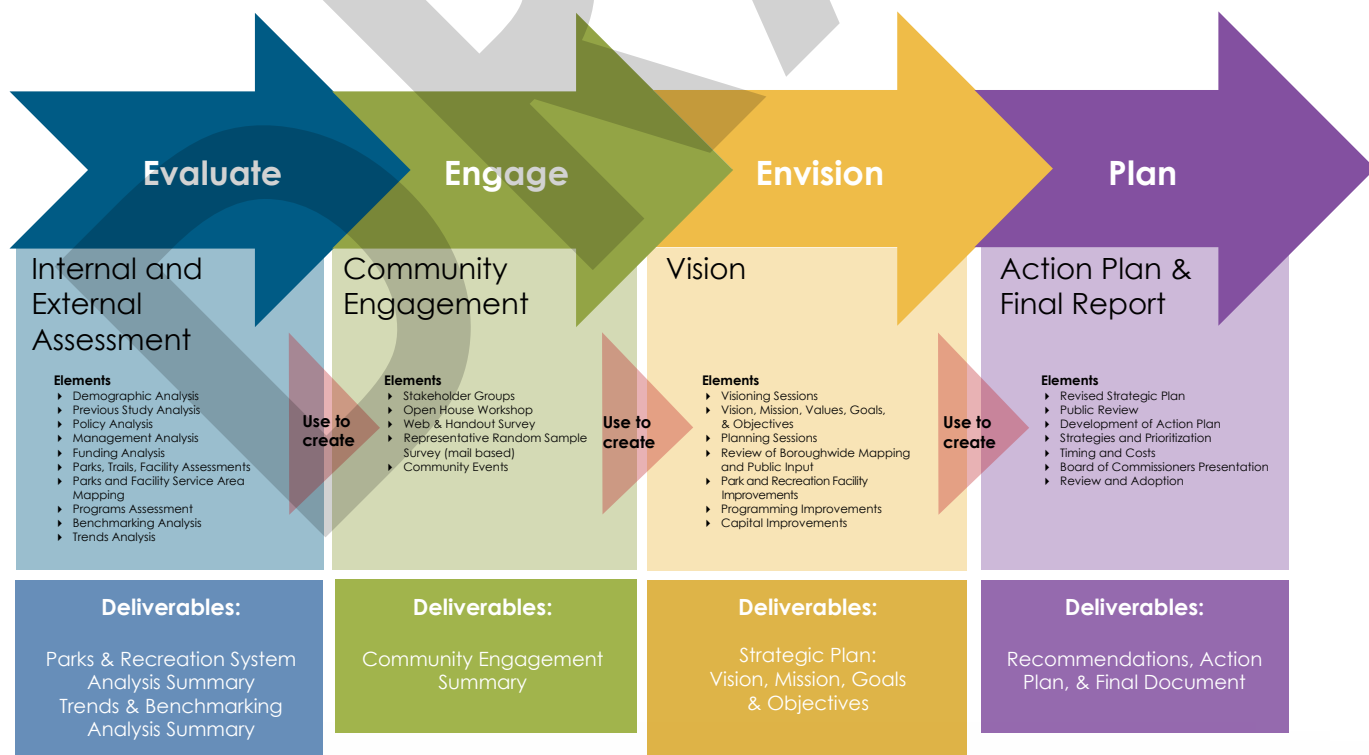 Evaluate
Engage
Envision
Plan
Internal and
External
Assessment
Elements
Demographic Analysis
Previous Study Analysis
Policy Analysis
Management Analysis
Funding Analysis
Parks, Trails, Facility Assessments
Parks and Facility Service Area
Mapping
Programs Assessment
Benchmarking Analysis
Trends Analysis
Use to
create
Community
Engagement
Elements
Stakeholder Groups
Open House Workshop
Web & Handout Survey
Representative Random Sample
Survey (mail based)
Community Events
Use to
create
Vision
Elements
Visioning Sessions
Vision, Mission, Values, Goals,
& Objectives
Planning Sessions
Review of Boroughwide Mapping
and Public Input
Park and Recreation Facility
Improvements
Programming Improvements
Capital Improvements
Use to
create
Action Plan &
Final Report
Elements
Revised Strategic Plan
Public Review
Development of Action Plan
Strategies and Prioritization
Timing and Costs
Board of Commissioners Presentation
Review and Adoption
Deliverables:
Parks & Recreation System
Analysis Summary
Trends & Benchmarking
Analysis Summary
Deliverables:
Community Engagement
Summary
Deliverables:
Strategic Plan:
Vision, Mission, Goals
& Objectives
Deliverables:
Recommendations, Action
Plan, & Final Document